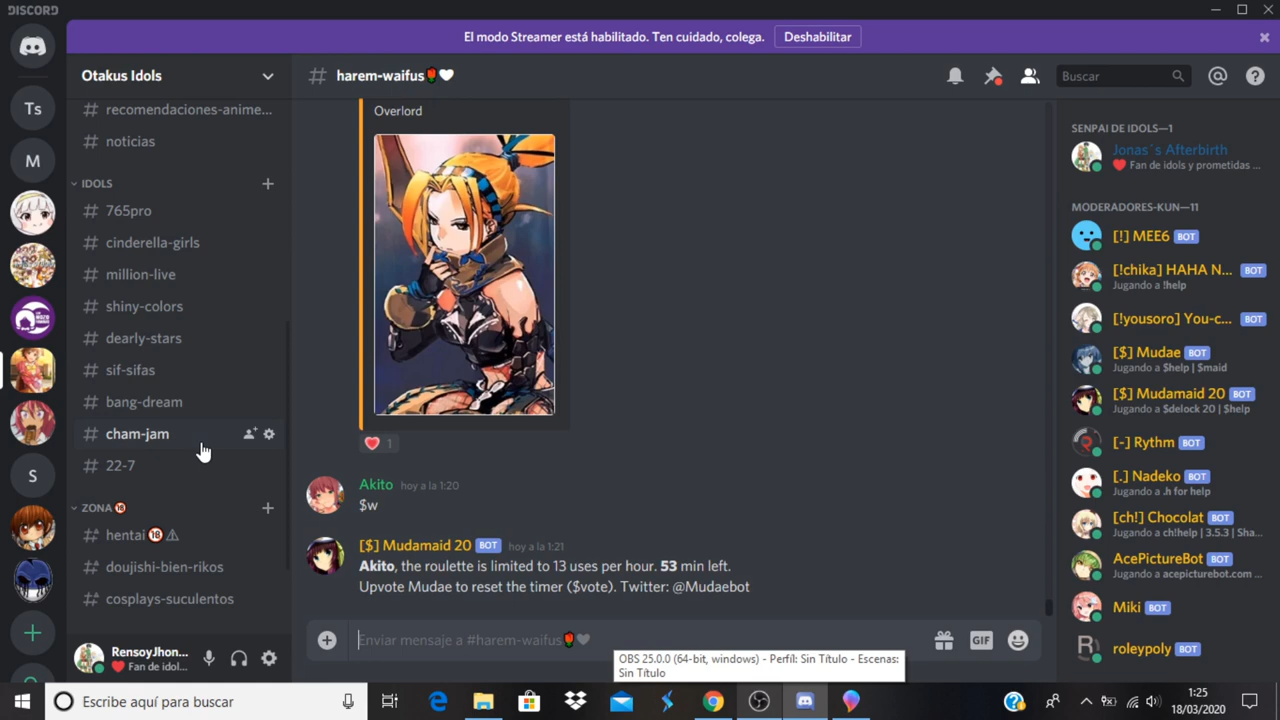 DISCORD
El modo Streamer está habilitado. Ten cuidado, colega.
Deshabilitar
Ts
M
S
Otakus Idols
# recomendaciones-anime...
# noticias
IDOLS
# 765pro
# cinderella-girls
# million-live
# shiny-colors
# dearly-stars
# sif-sifas
# bang-dream
# cham-jam
# 22-7
ZONA🔞
# hentai🔞⚠
# doujishi-bien-rikos
# cosplays-suculentos
RensoyJhon...
❤️ Fan de idol...
# harem-waifus🌹🤍
Buscar
Overlord
❤️ 1
Akito hoy a la 1:20
$w
[$] Mudamaid 20 BOT hoy a la 1:21
Akito, the roulette is limited to 13 uses per hour. 53 min left.
Upvote Mudae to reset the timer ($vote). Twitter: @Mudaebot
Enviar mensaje a #harem-waifus🌹🤍
GIF
OBS 25.0.0 (64-bit, windows) - Perfil: Sin Título - Escenas:
Sin Título
SENPAI DE IDOLS—1
Jonas´s Afterbirth
❤️ Fan de idols y prometidas ...
MODERADORES-KUN—11
[!] MEE6 BOT
[!chika] HAHA N... BOT
Jugando a !help
[!yousoro] You-c... BOT
[$] Mudae BOT
Jugando a $help | $maid
[$] Mudamaid 20 BOT
Jugando a $delock 20 | $help
[-] Rythm BOT
[.] Nadeko BOT
Jugando a .h for help
[ch!] Chocolat BOT
Jugando a ch!help | 3.5.3 | Sha...
AcePictureBot BOT
Jugando a acepicturebot.com ...
Miki BOT
roleypoly BOT
Escribe aquí para buscar
1:25
18/03/2020